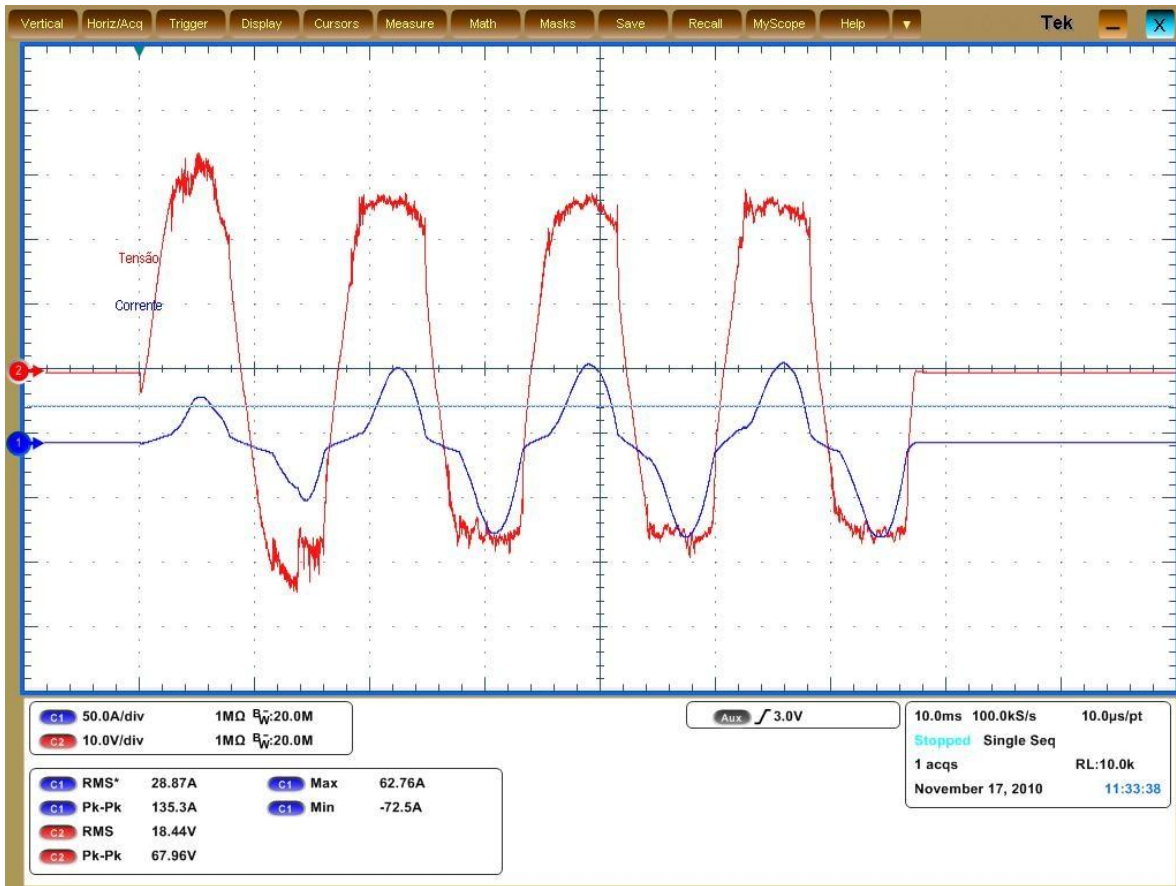 Vertical Horiz/Acq Trigger Display Cursors Measure Math Masks Save Recall MyScope Help Tek X
Tensão
Corrente
2
1
C1 50.0A/div 1MΩ BW:20.0M
C2 10.0V/div 1MΩ BW:20.0M
Aux 3.0V
10.0ms 100.0kS/s 10.0µs/pt
Stopped Single Seq
1 acqs RL:10.0k
November 17, 2010 11:33:38
C1 RMS* 28.87A C1 Max 62.76A
C1 Pk-Pk 135.3A C1 Min -72.5A
C2 RMS 18.44V
C2 Pk-Pk 67.96V